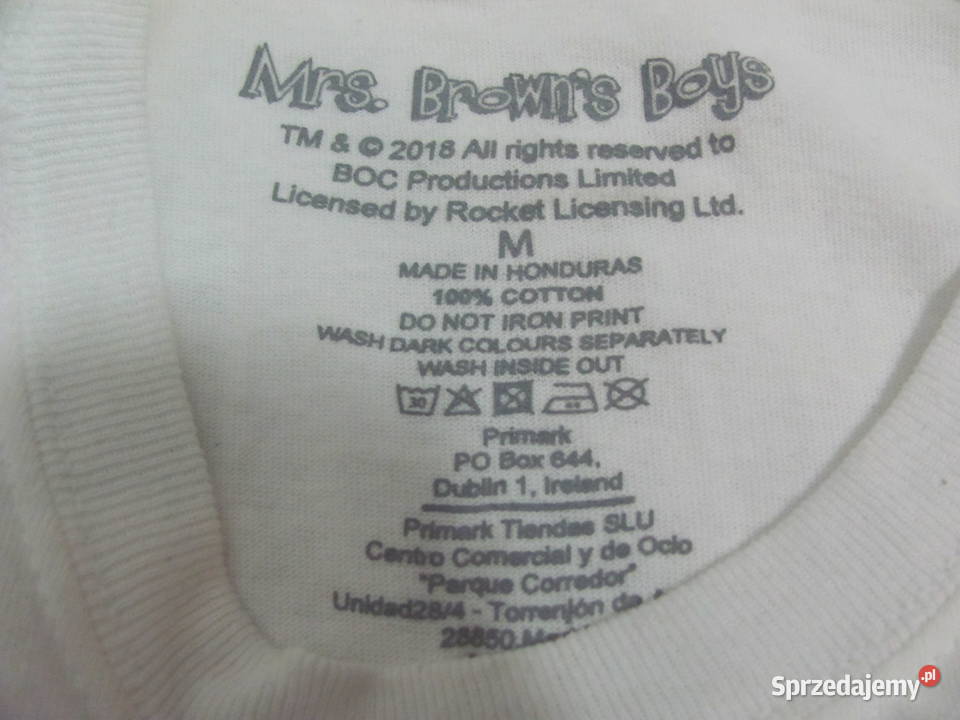 Mrs. Brown's Boys
TM & © 2018 All rights reserved to
BOC Productions Limited
Licensed by Rocket Licensing Ltd.
M
MADE IN HONDURAS
100% COTTON
DO NOT IRON PRINT
WASH DARK COLOURS SEPARATELY
WASH INSIDE OUT
30
Primark
PO Box 644,
Dublin 1, Ireland
Primark Tiendas SLU
Centro Comercial y de Ocio
"Parque Corredor"
Unidad28/4 - Torrenjón de
28850
Sprzedajemy.pl